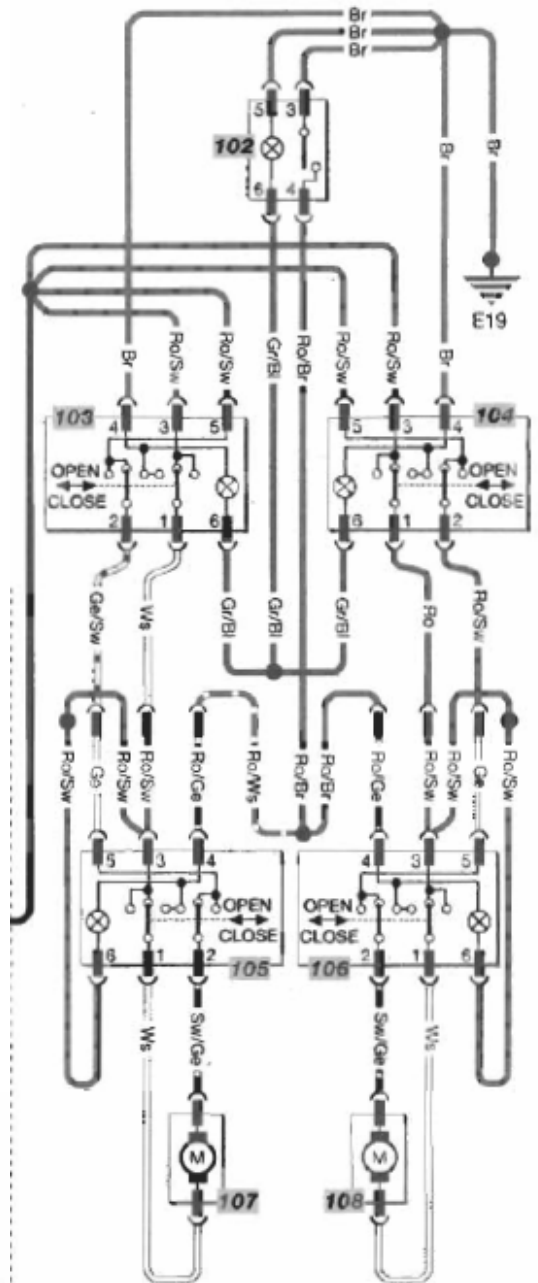 Br
Br
Br
5 3
102
6 4
Br
Br
E19
Br
Ro/Sw
Ro/Sw
Gr/Bl
Ro/Br
Ro/Sw
Ro/Sw
Br
103
4 3 5
OPEN
CLOSE
2 1 6
5 3 4
104
OPEN
CLOSE
6 1 2
Ge/Sw
Ws
Gr/Bl
Gr/Bl
Gr/Bl
Ro
Ro/Sw
Ro/Sw
Ge
Ro/Sw
Ro/Sw
Ro/Ge
Ro/Ws
Ro/Br
Ro/Br
Ro/Ge
Ro/Sw
Ro/Sw
Ge
Ro/Sw
5 3 4
OPEN
CLOSE
6 1 2
105
4 3 5
OPEN
CLOSE
106
2 1 6
Ws
Sw/Ge
Sw/Ge
Ws
M
107
M
108